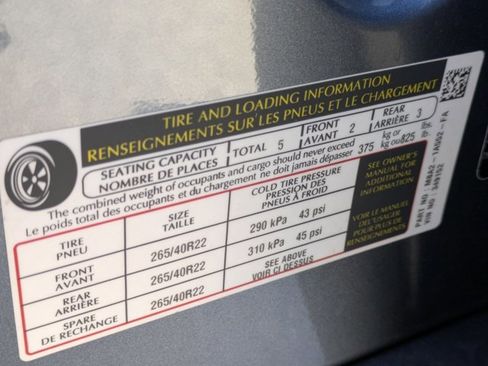 TIRE AND LOADING INFORMATION
RENSEIGNEMENTS SUR LES PNEUS ET LE CHARGEMENT
SEATING CAPACITY
NOMBRE DE PLACES
TOTAL 5
FRONT
AVANT 2
REAR
ARRIÈRE 3
The combined weight of occupants and cargo should never exceed
Le poids total des occupants et du chargement ne doit jamais dépasser
375 kg or 825 lbs.
kg ou lb.
TIRE
PNEU
SIZE
TAILLE
COLD TIRE PRESSURE
PRESSION DES
PNEUS À FROID
FRONT
AVANT
265/40R22
290 kPa 43 psi
REAR
ARRIÈRE
265/40R22
310 kPa 45 psi
SPARE
DE RECHANGE
265/40R22
SEE ABOVE
VOIR CI DESSUS
SEE OWNER'S
MANUAL FOR
ADDITIONAL
INFORMATION
VOIR LE MANUEL
DE L'USAGER
POUR PLUS DE
RENSEIGNEMENTS